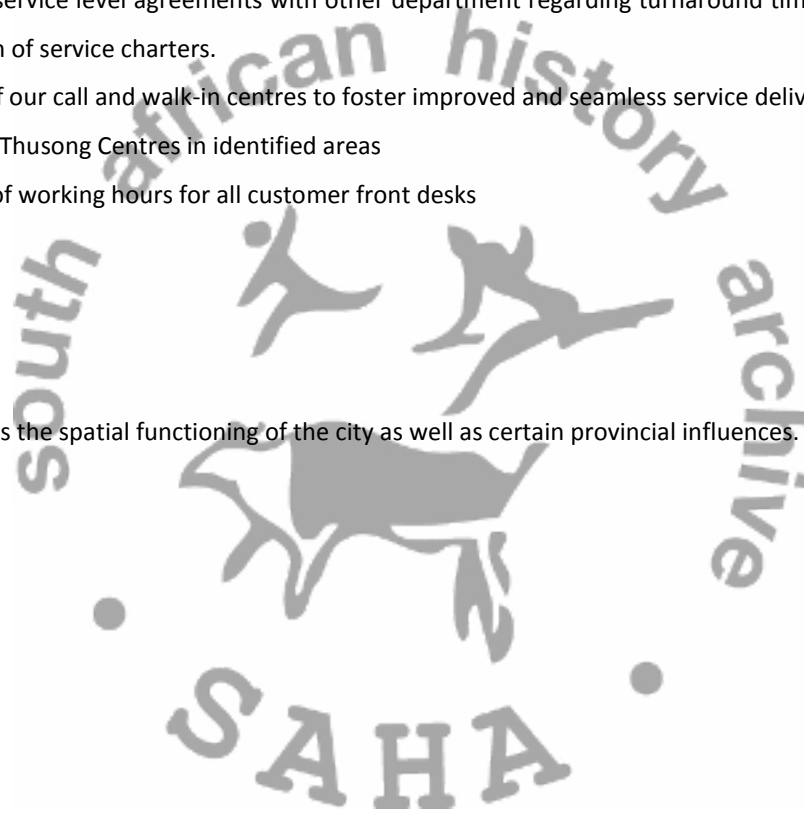 service level agreements with other department regarding turnaround tim
n of service charters.
f our call and walk-in centres to foster improved and seamless service deliv
Thusong Centres in identified areas
of working hours for all customer front desks
s the spatial functioning of the city as well as certain provincial influences.
south african history archive
SAHA